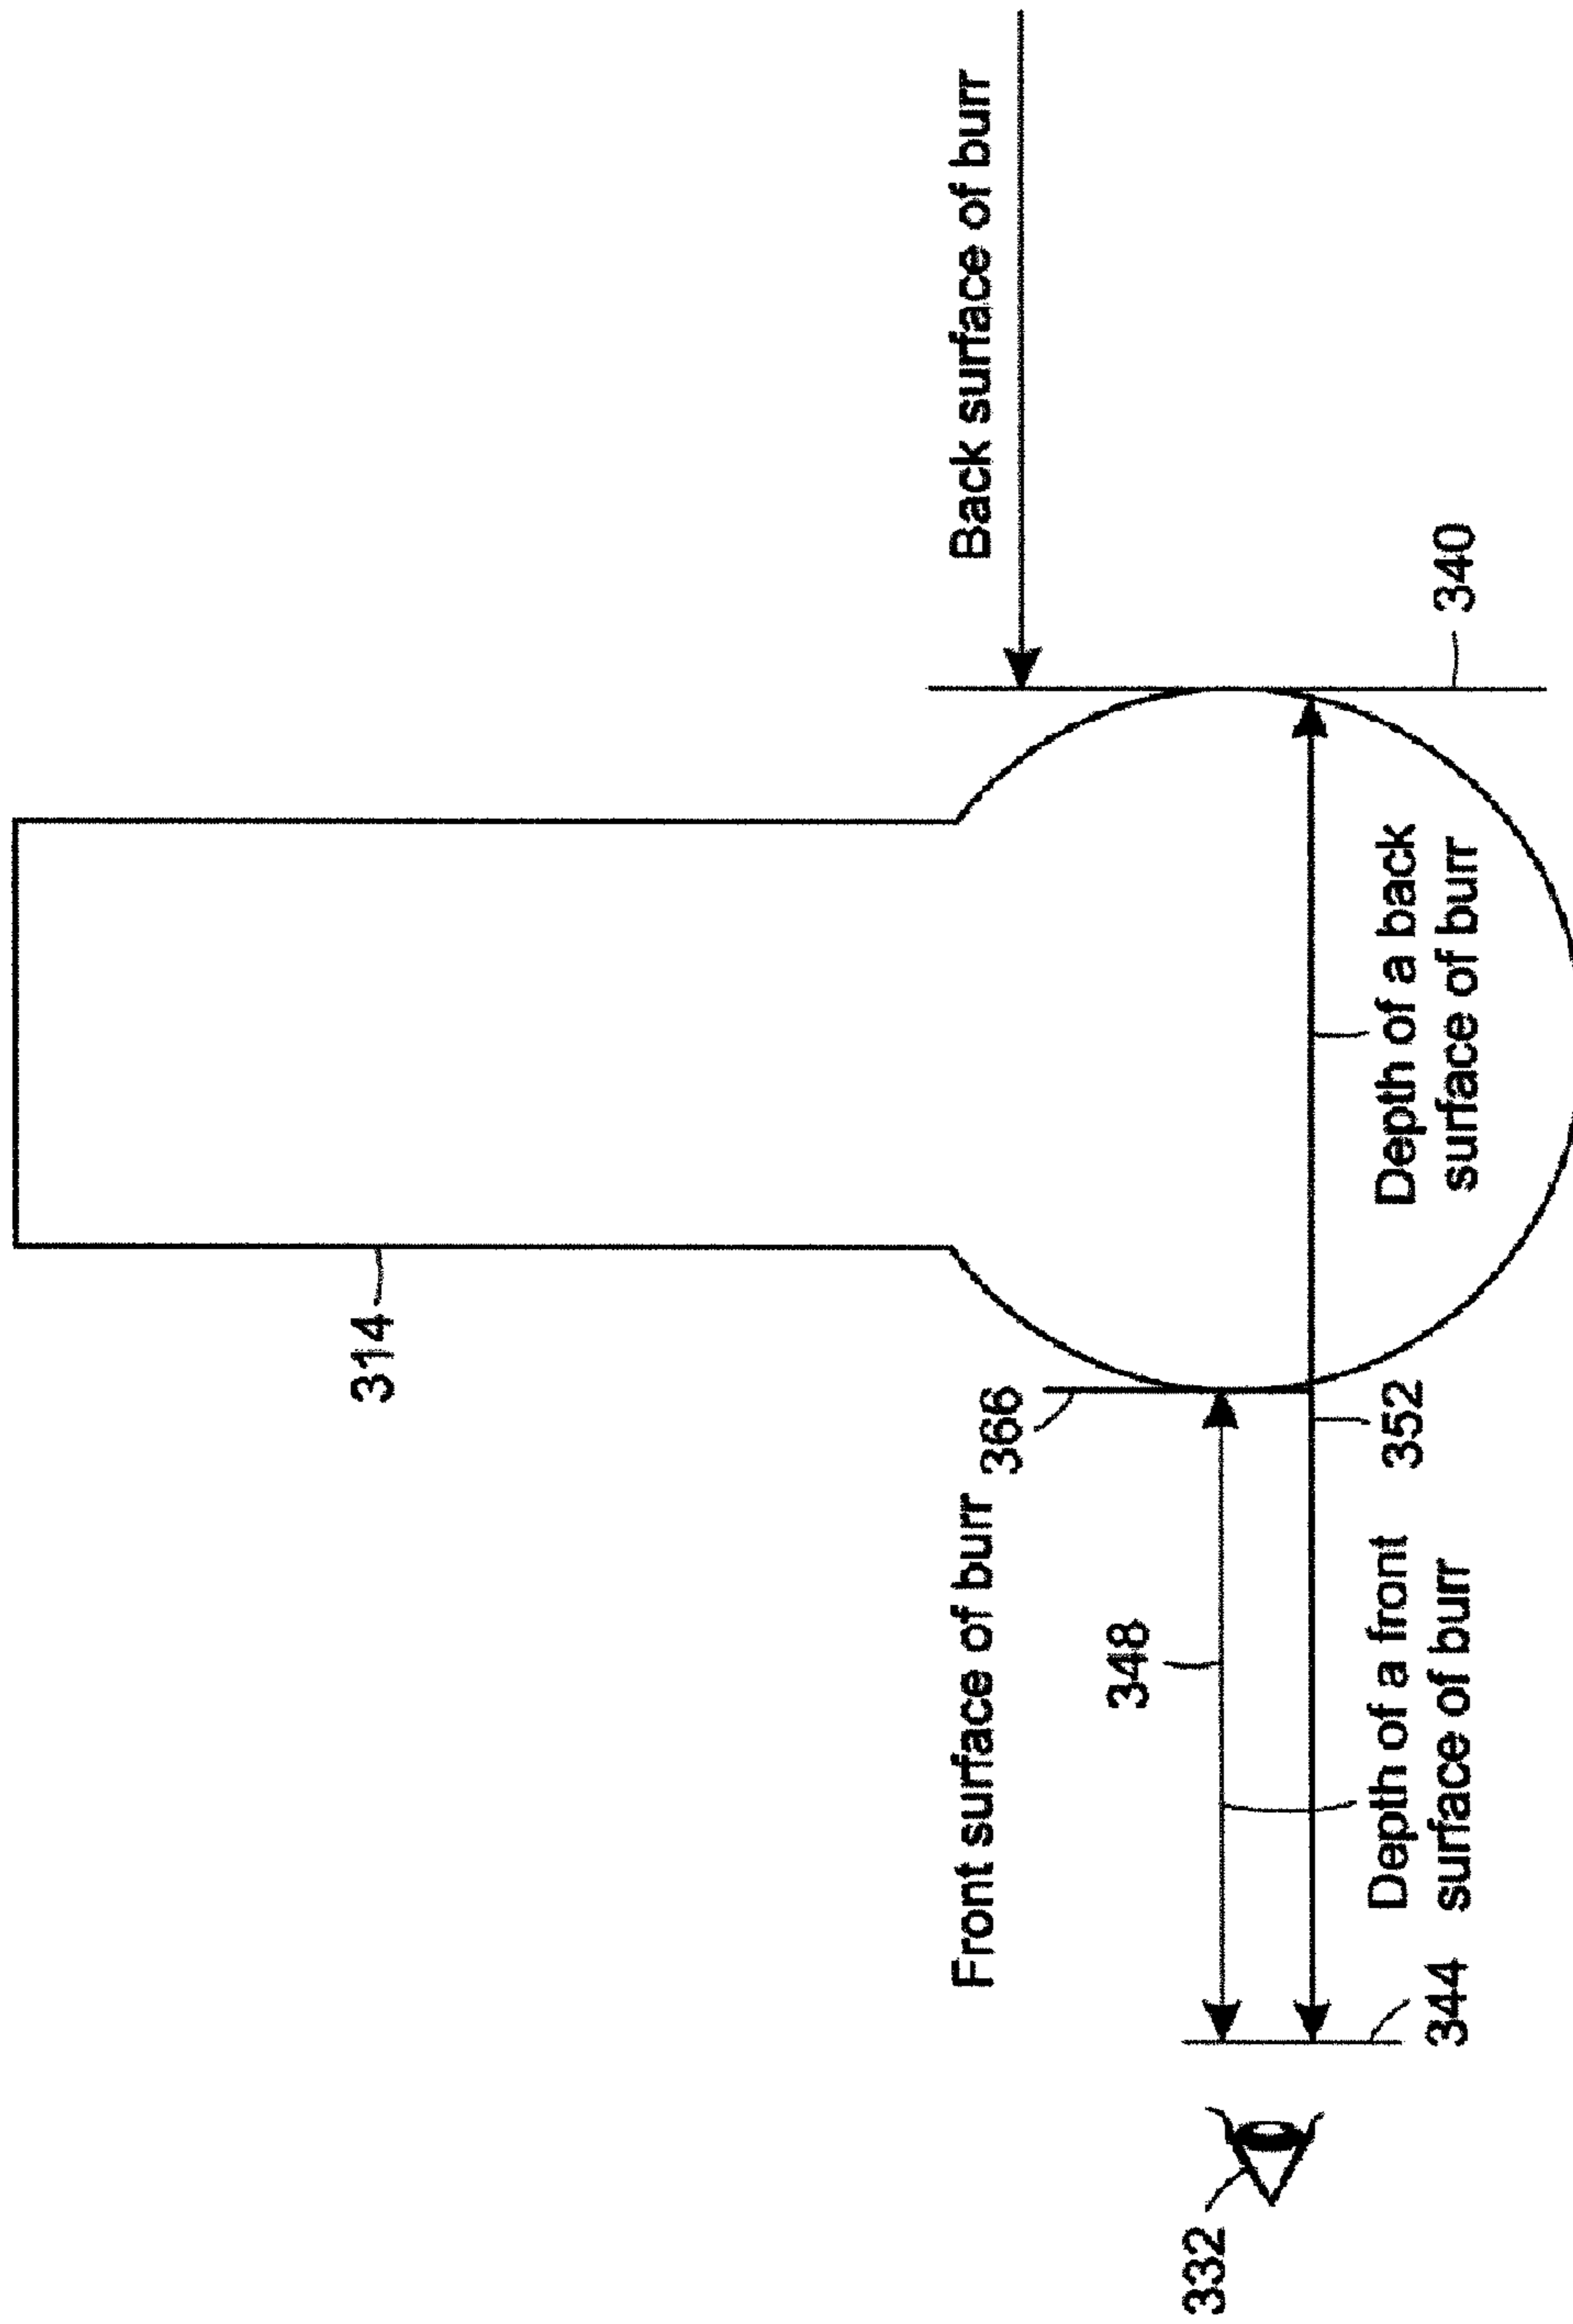 314
Back surface of burr
Front surface of burr
366
340
348
352
Depth of a back
surface of burr
Depth of a front
surface of burr
344
332